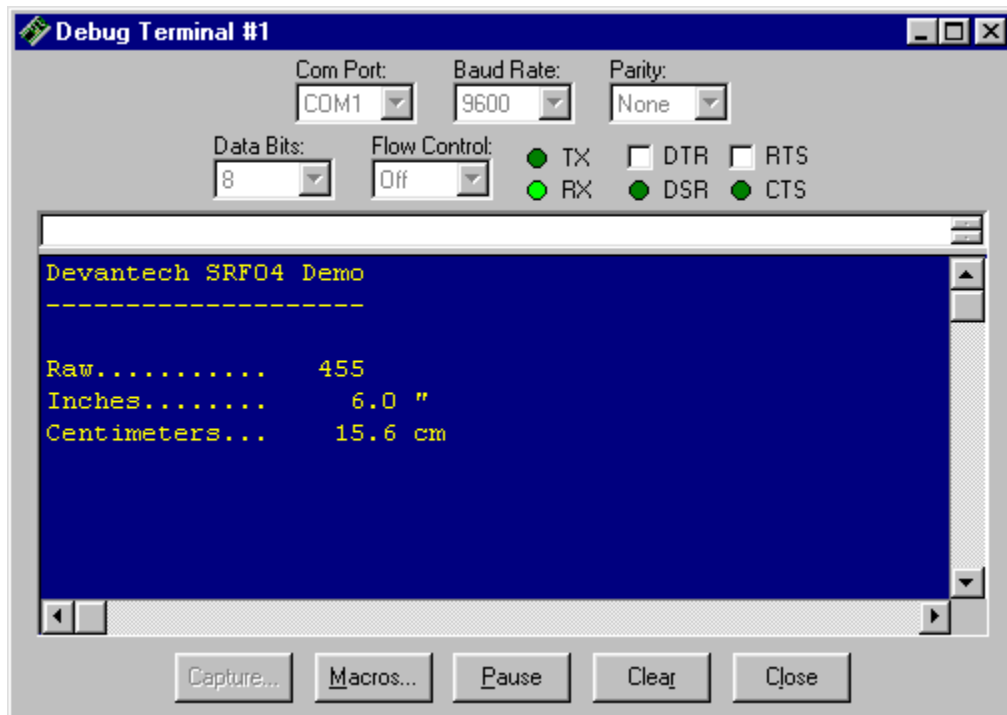 Debug Terminal #1
Com Port: Baud Rate: Parity:
COM1 9600 None
Data Bits: Flow Control: TX DTR RTS
8 Off RX DSR CTS
Devantech SRF04 Demo
--------------------
Raw........... 455
Inches........ 6.0 "
Centimeters... 15.6 cm
Capture... Macros... Pause Clear Close